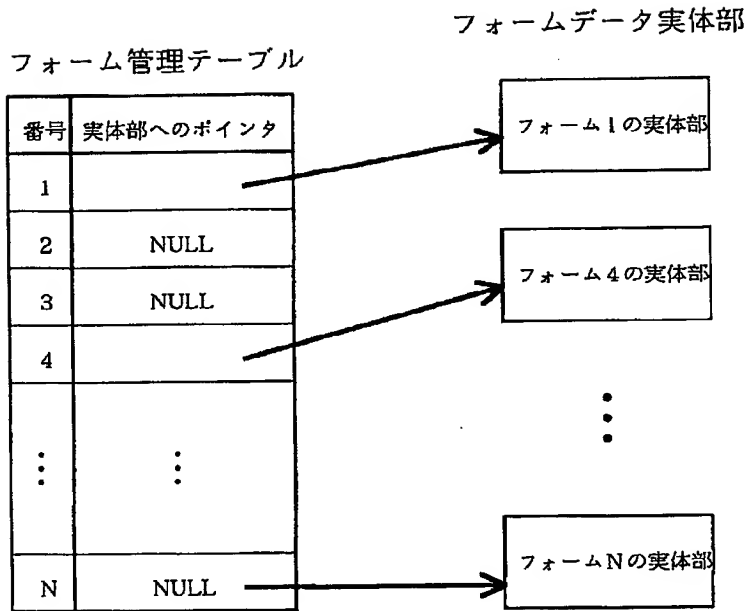 フォームデータ実体部
フォーム管理テーブル
番号 実体部へのポインタ
1
2 NULL
3 NULL
4
⋮ ⋮
N NULL
フォーム1の実体部
フォーム4の実体部
⋮
フォームNの実体部